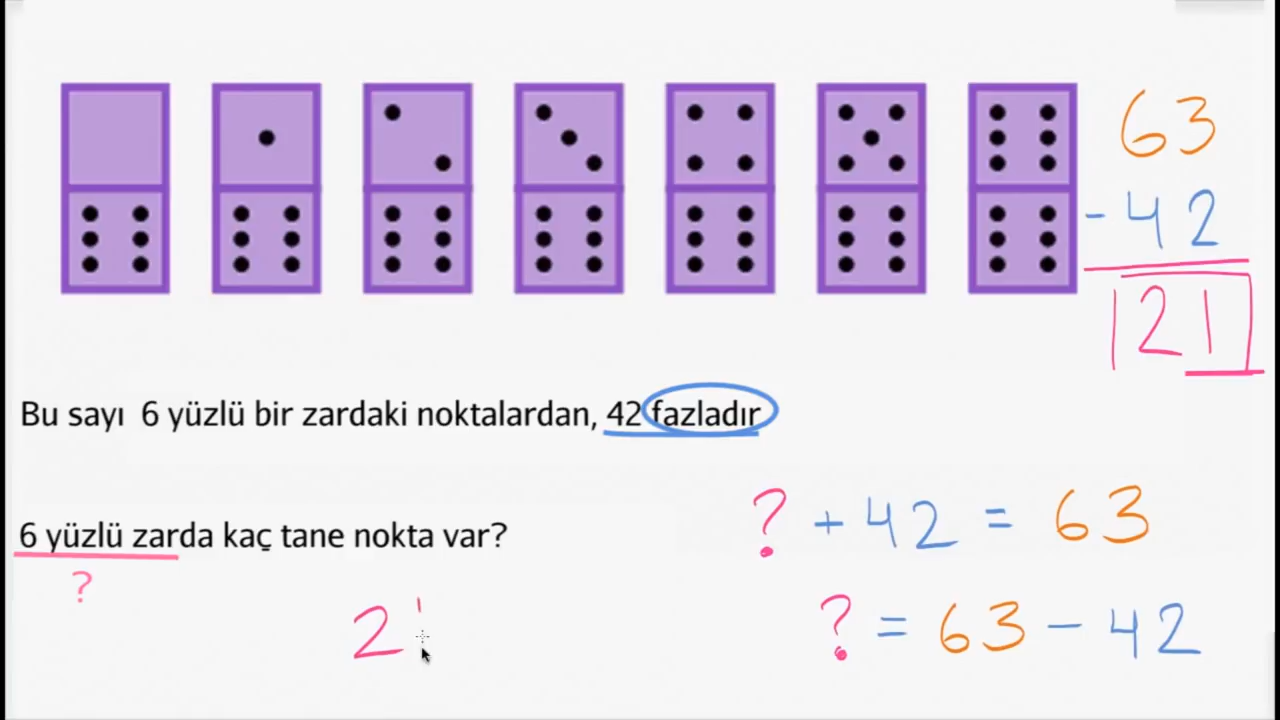 63
- 42
21
Bu sayı 6 yüzlü bir zardaki noktalardan, 42 fazladır
6 yüzlü zarda kaç tane nokta var?
?
? + 42 = 63
? = 63 - 42
21